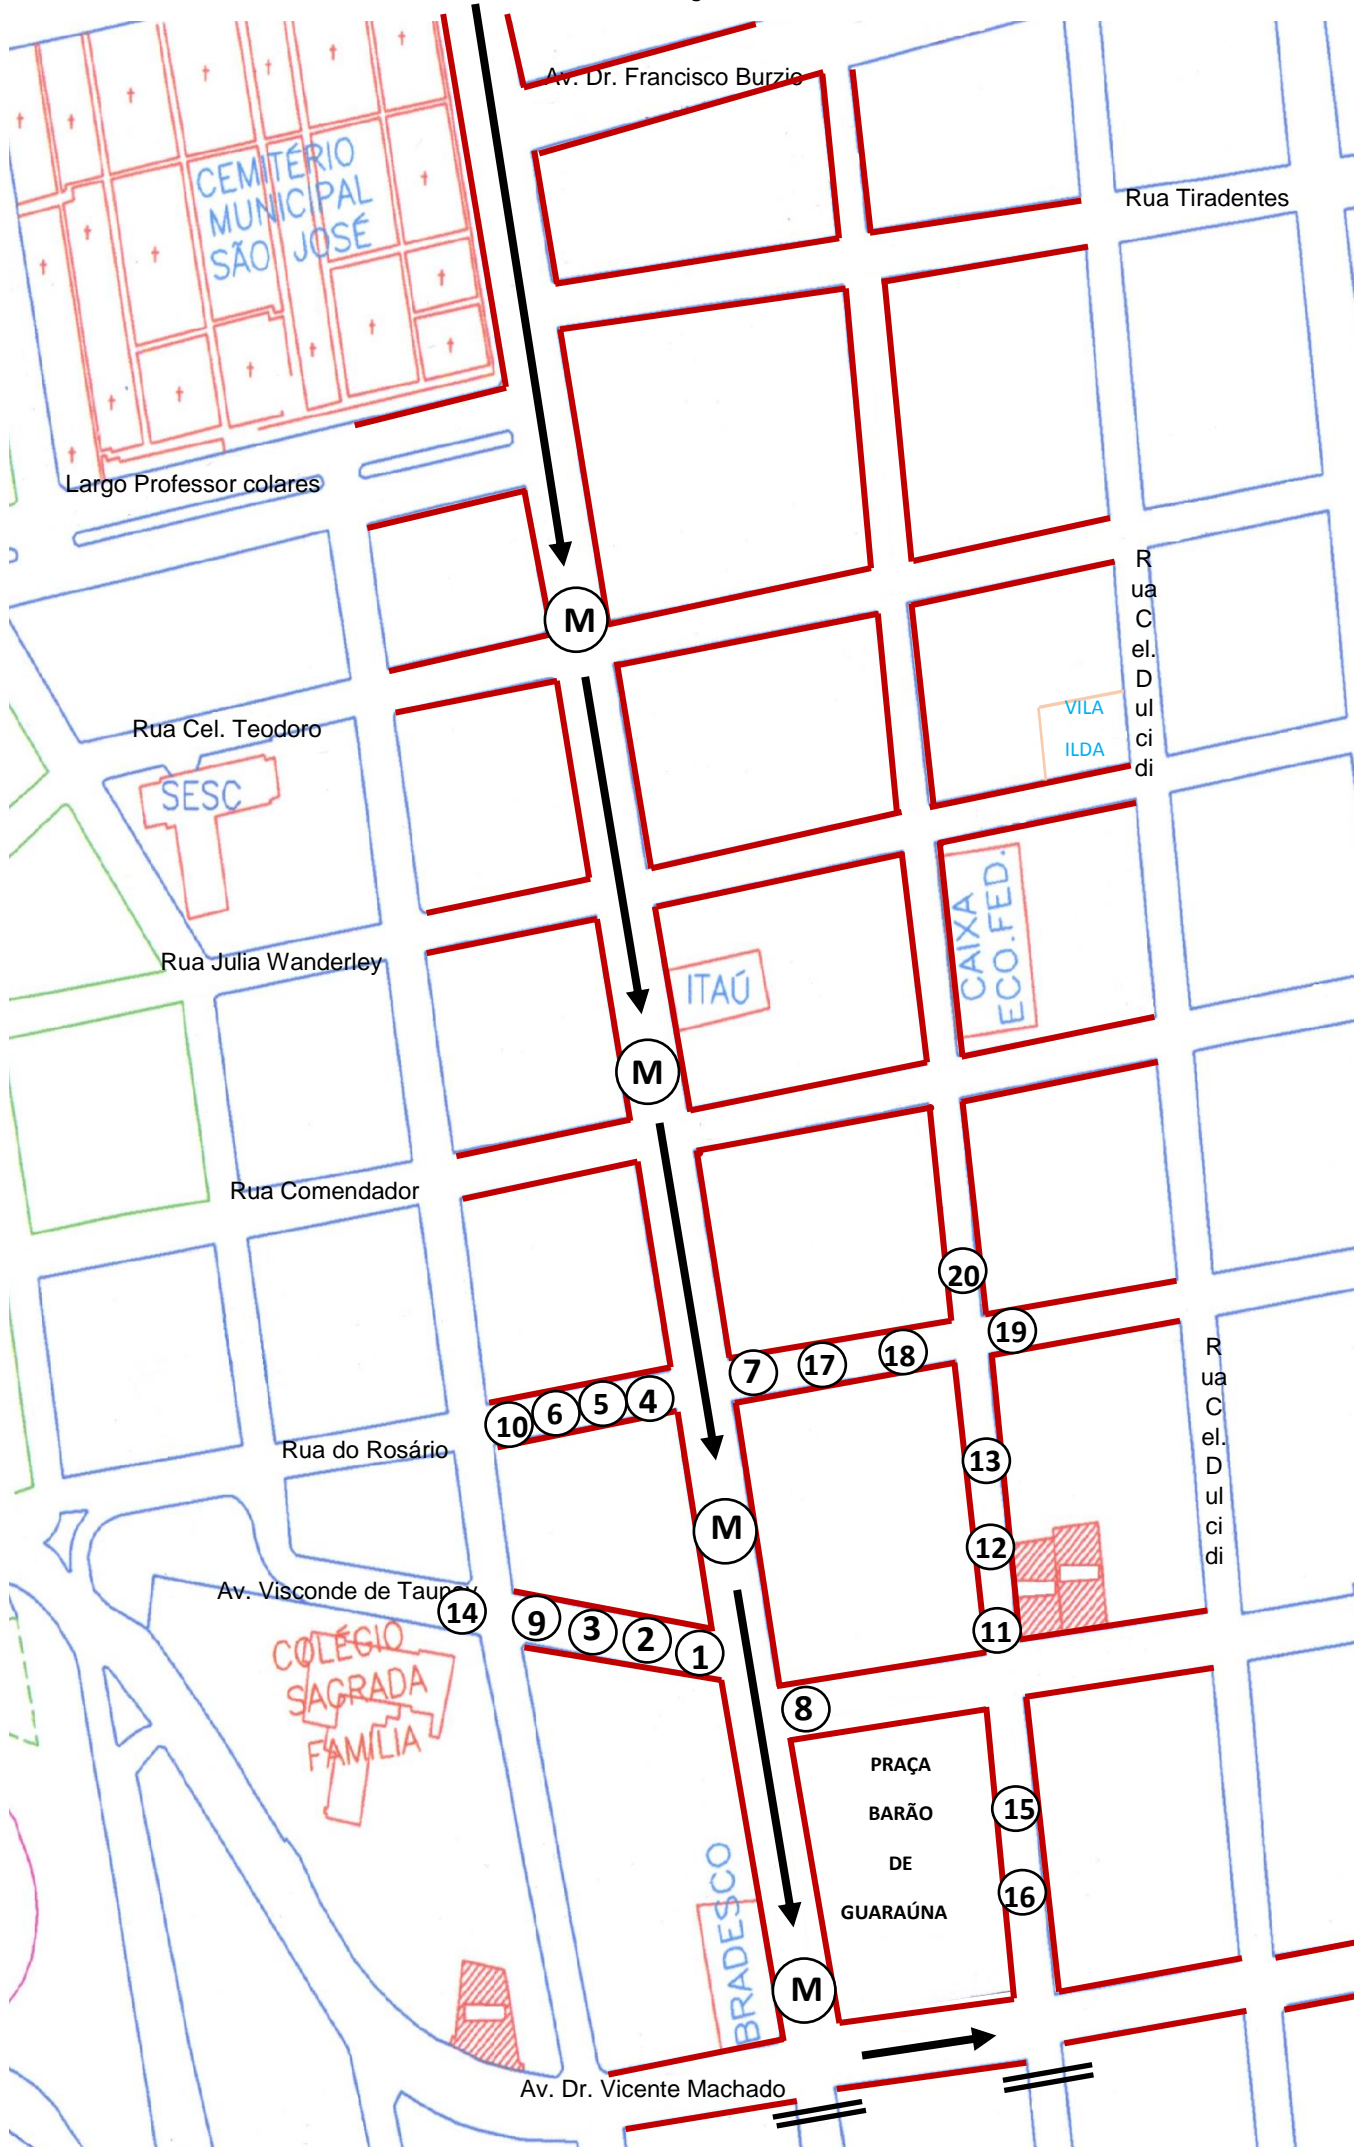 Av. Dr. Francisco Burzio
CEMITÉRIO
MUNICIPAL
SÃO JOSÉ
Rua Tiradentes
Largo Professor colares
M
R
ua
C
el.
D
ul
ci
di
VILA
ILDA
Rua Cel. Teodoro
SESC
CAIXA
ECO.FED.
Rua Julia Wanderley
ITAÚ
M
Rua Comendador
20
19
18
17
7
4
5
6
10
R
ua
C
el.
D
ul
ci
di
Rua do Rosário
13
M
12
Av. Visconde de Taunay
14
9
3
2
1
11
COLÉGIO
SAGRADA
FAMÍLIA
8
PRAÇA
BARÃO
DE
GUARAÚNA
15
16
BRADESCO
M
Av. Dr. Vicente Machado